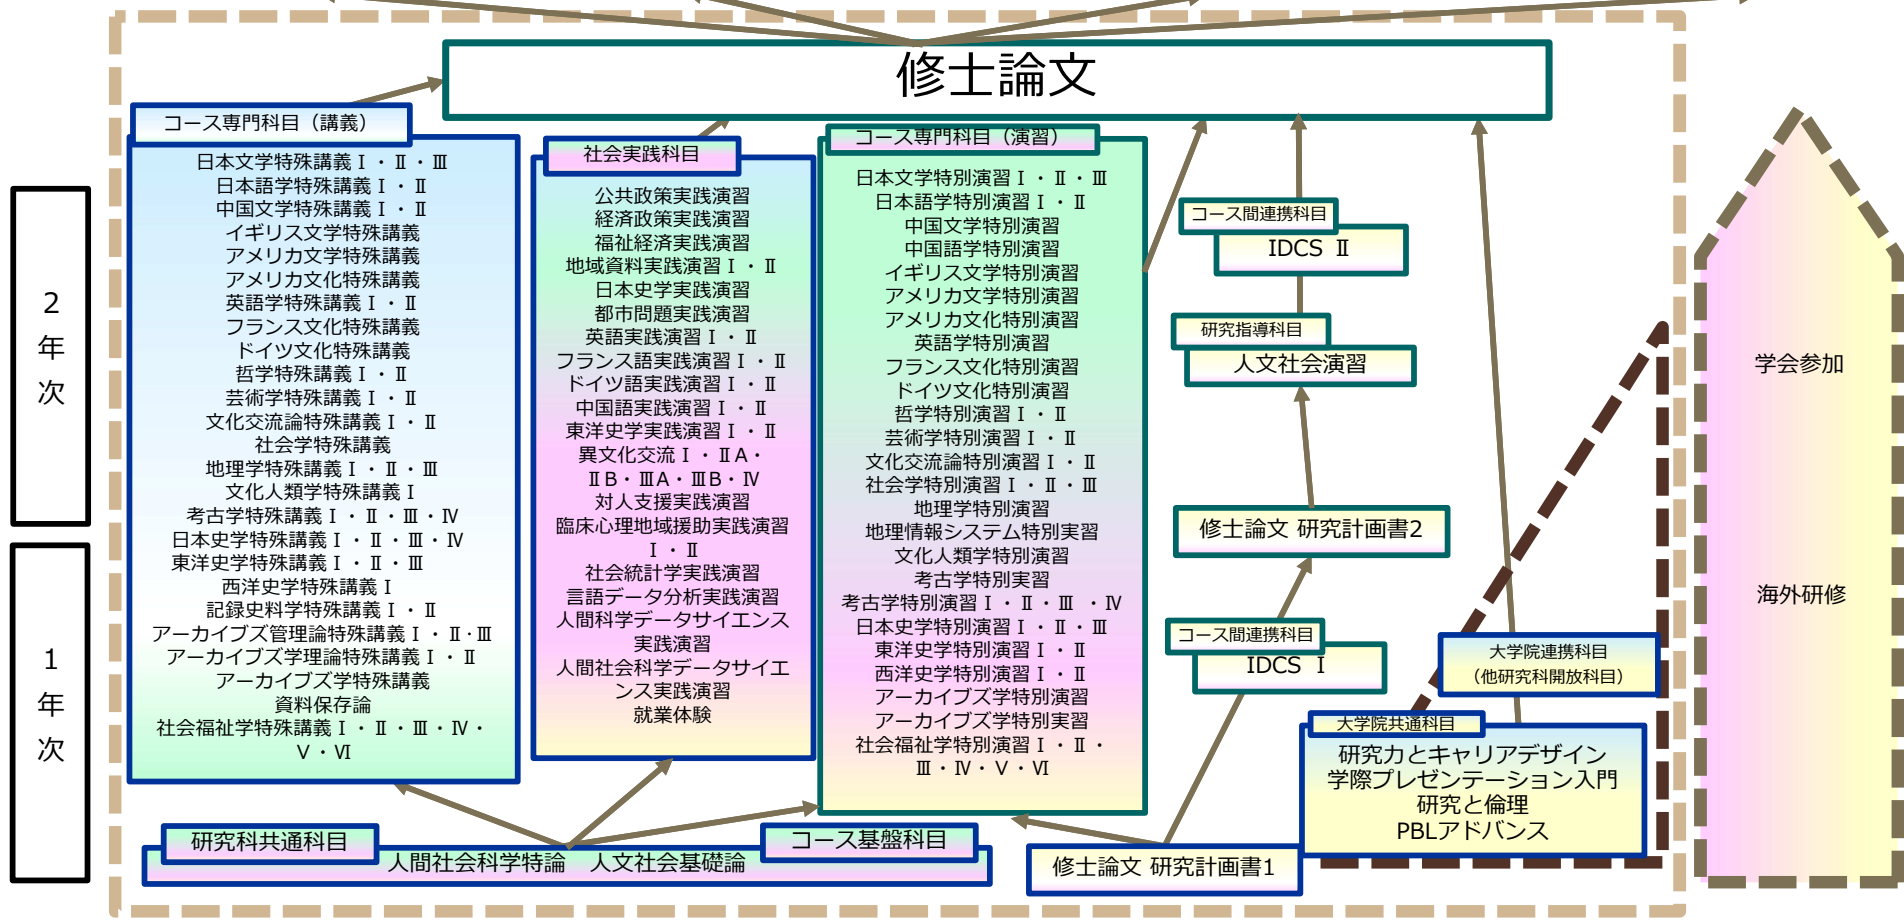 修士論文
2
年
次
1
年
次
コース専門科目（講義）
日本文学特殊講義Ⅰ・Ⅱ・Ⅲ
日本語学特殊講義Ⅰ・Ⅱ
中国文学特殊講義Ⅰ・Ⅱ
イギリス文学特殊講義
アメリカ文学特殊講義
アメリカ文化特殊講義
英語学特殊講義Ⅰ・Ⅱ
フランス文化特殊講義
ドイツ文化特殊講義
哲学特殊講義Ⅰ・Ⅱ
芸術学特殊講義Ⅰ・Ⅱ
文化交流論特殊講義Ⅰ・Ⅱ
社会学特殊講義
地理学特殊講義Ⅰ・Ⅱ・Ⅲ
文化人類学特殊講義Ⅰ
考古学特殊講義Ⅰ・Ⅱ・Ⅲ・Ⅳ
日本史学特殊講義Ⅰ・Ⅱ・Ⅲ・Ⅳ
東洋史学特殊講義Ⅰ・Ⅱ・Ⅲ
西洋史学特殊講義Ⅰ
記録史料学特殊講義Ⅰ・Ⅱ
アーカイブズ管理論特殊講義Ⅰ・Ⅱ・Ⅲ
アーカイブズ学理論特殊講義Ⅰ・Ⅱ
アーカイブズ学特殊講義
資料保存論
社会福祉学特殊講義Ⅰ・Ⅱ・Ⅲ・Ⅳ・
Ⅴ・Ⅵ
社会実践科目
公共政策実践演習
経済政策実践演習
福祉経済実践演習
地域資料実践演習Ⅰ・Ⅱ
日本史学実践演習
都市問題実践演習
英語実践演習Ⅰ・Ⅱ
フランス語実践演習Ⅰ・Ⅱ
ドイツ語実践演習Ⅰ・Ⅱ
中国語実践演習Ⅰ・Ⅱ
東洋史学実践演習Ⅰ・Ⅱ
異文化交流Ⅰ・ⅡA・
ⅡB・ⅢA・ⅢB・Ⅳ
対人支援実践演習
臨床心理地域援助実践演習
Ⅰ・Ⅱ
社会統計学実践演習
言語データ分析実践演習
人間科学データサイエンス
実践演習
人間社会科学データサイエ
ンス実践演習
就業体験
コース専門科目（演習）
日本文学特別演習Ⅰ・Ⅱ・Ⅲ
日本語学特別演習Ⅰ・Ⅱ
中国文学特別演習
中国語学特別演習
イギリス文学特別演習
アメリカ文学特別演習
アメリカ文化特別演習
英語学特別演習
フランス文化特別演習
ドイツ文化特別演習
哲学特別演習Ⅰ・Ⅱ
芸術学特別演習Ⅰ・Ⅱ
文化交流論特別演習Ⅰ・Ⅱ
社会学特別演習Ⅰ・Ⅱ・Ⅲ
地理学特別演習
地理情報システム特別実習
文化人類学特別演習
考古学特別実習
考古学特別演習Ⅰ・Ⅱ・Ⅲ ・Ⅳ
日本史学特別演習Ⅰ・Ⅱ・Ⅲ
東洋史学特別演習Ⅰ・Ⅱ
西洋史学特別演習Ⅰ・Ⅱ
アーカイブズ学特別演習
アーカイブズ学特別実習
社会福祉学特別演習Ⅰ・Ⅱ・
Ⅲ・Ⅳ・Ⅴ・Ⅵ
コース間連携科目
IDCS Ⅱ
研究指導科目
人文社会演習
修士論文 研究計画書2
コース間連携科目
IDCS Ⅰ
大学院連携科目
（他研究科開放科目）
大学院共通科目
研究力とキャリアデザイン
学際プレゼンテーション入門
研究と倫理
PBLアドバンス
研究科共通科目
コース基盤科目
人間社会科学特論 人文社会基礎論
修士論文 研究計画書1
学会参加
海外研修